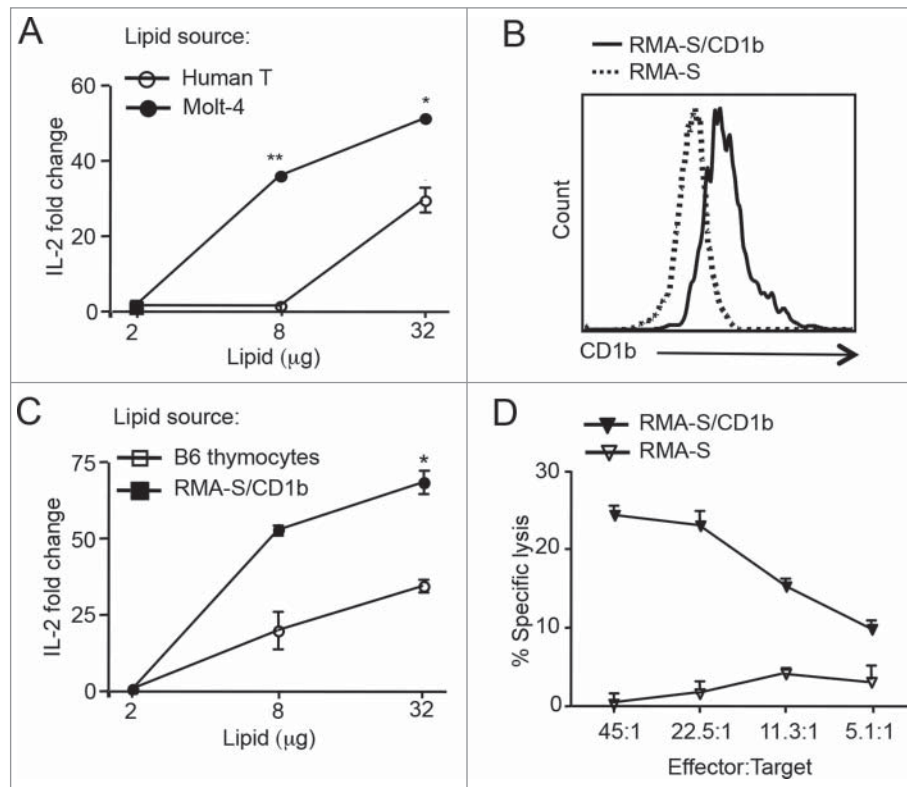 A
Lipid source:
Human T
Molt-4
IL-2 fold change
60
40
20
0
**
*
2
8
32
Lipid (μg)
B
RMA-S/CD1b
RMA-S
Count
CD1b
C
Lipid source:
B6 thymocytes
RMA-S/CD1b
IL-2 fold change
75
50
25
0
*
2
8
32
Lipid (μg)
D
RMA-S/CD1b
RMA-S
% Specific lysis
30
20
10
0
45:1
22.5:1
11.3:1
5.1:1
Effector:Target